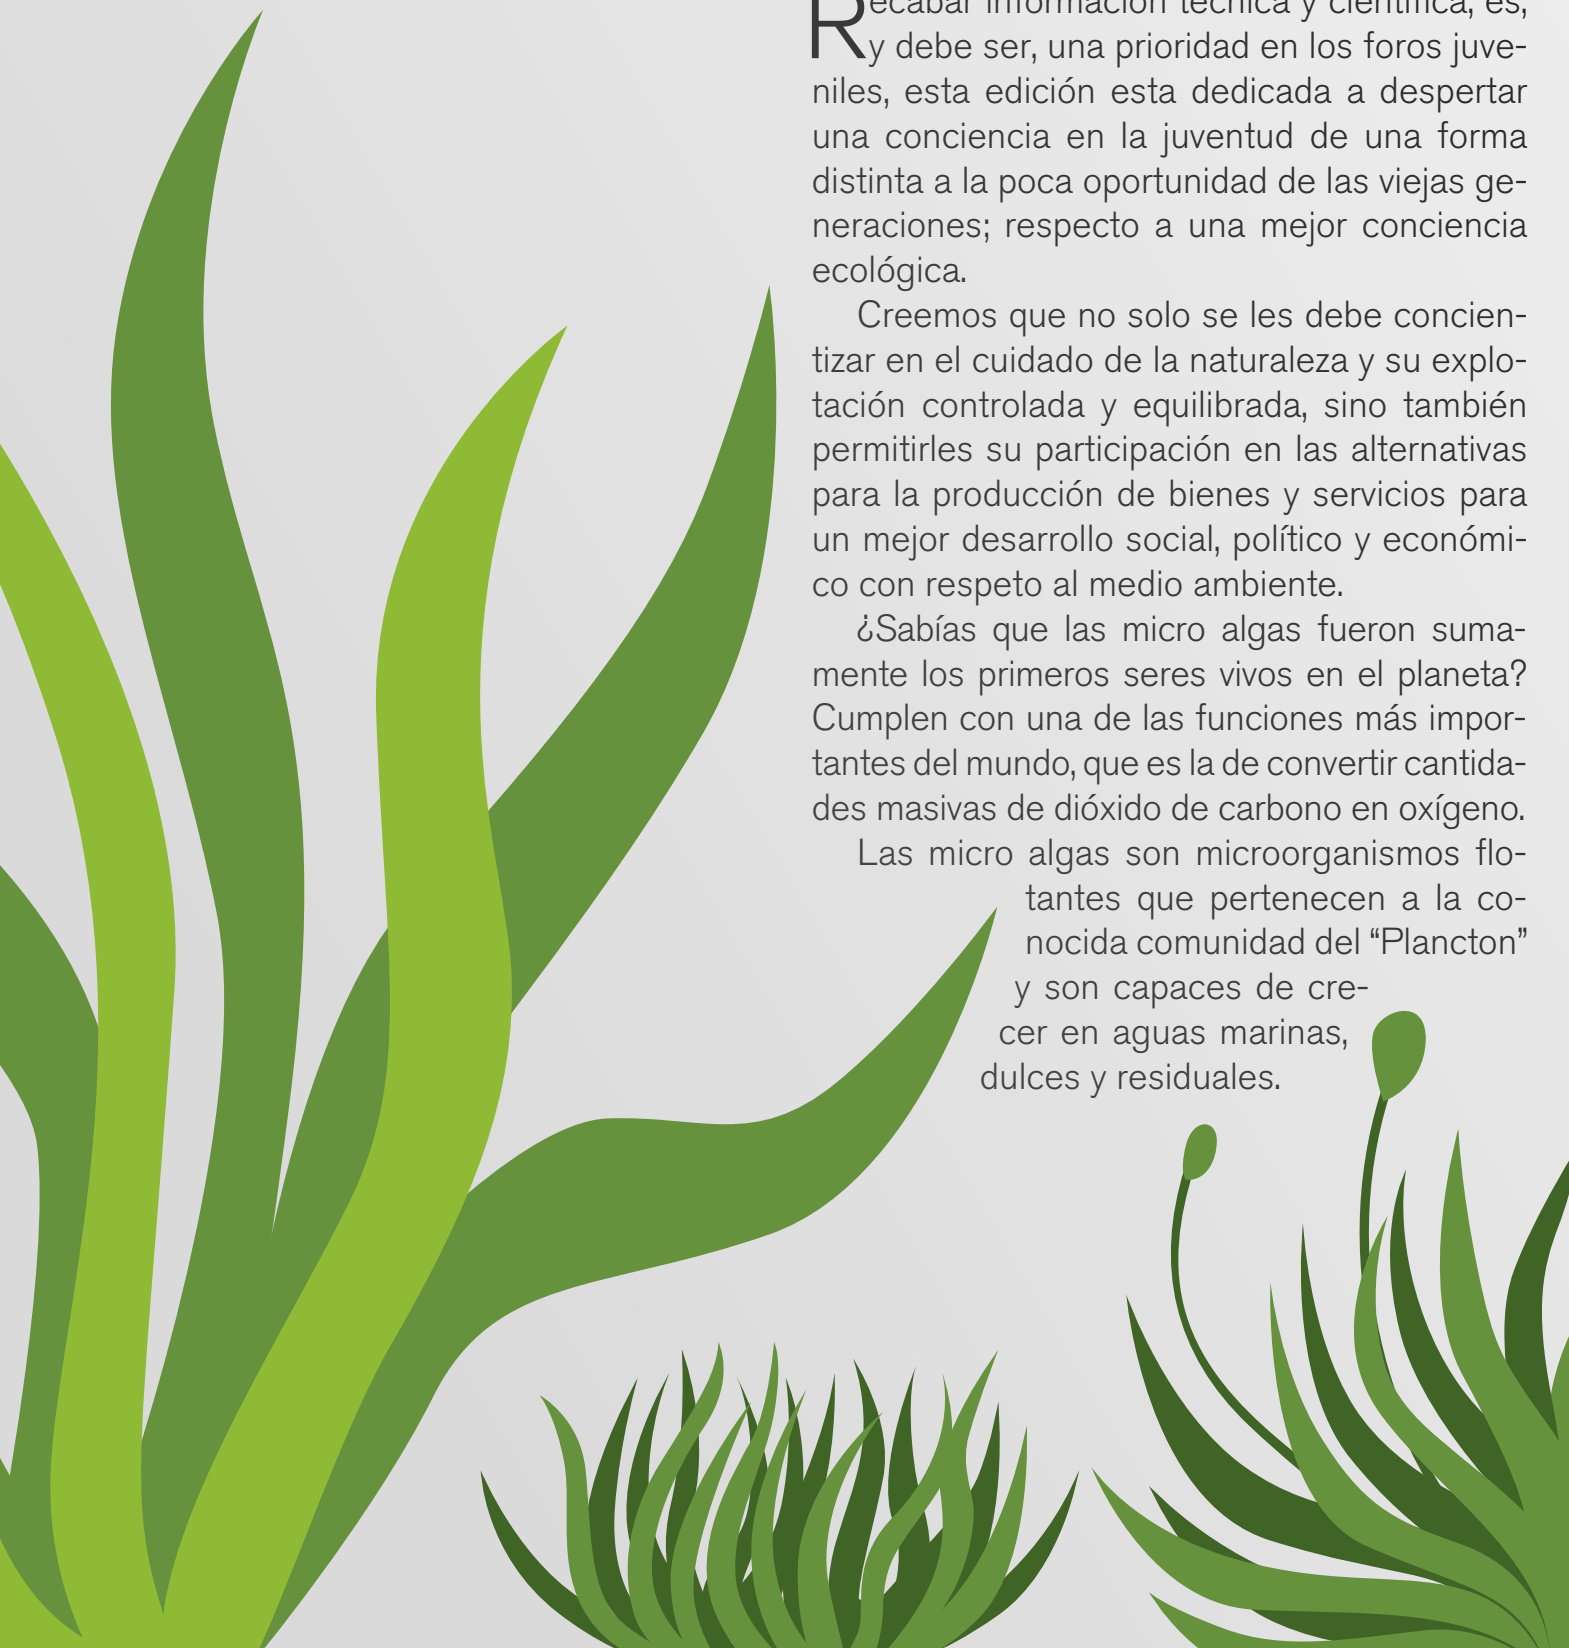 Recabar información técnica y científica, es,
y debe ser, una prioridad en los foros juve-
niles, esta edición esta dedicada a despertar
una conciencia en la juventud de una forma
distinta a la poca oportunidad de las viejas ge-
neraciones; respecto a una mejor conciencia
ecológica.
Creemos que no solo se les debe concien-
tizar en el cuidado de la naturaleza y su explo-
tación controlada y equilibrada, sino también
permitirles su participación en las alternativas
para la producción de bienes y servicios para
un mejor desarrollo social, político y económi-
co con respeto al medio ambiente.
¿Sabías que las micro algas fueron suma-
mente los primeros seres vivos en el planeta?
Cumplen con una de las funciones más impor-
tantes del mundo, que es la de convertir cantida-
des masivas de dióxido de carbono en oxígeno.
Las micro algas son microorganismos flo-
tantes que pertenecen a la co-
nocida comunidad del “Plancton”
y son capaces de cre-
cer en aguas marinas,
dulces y residuales.